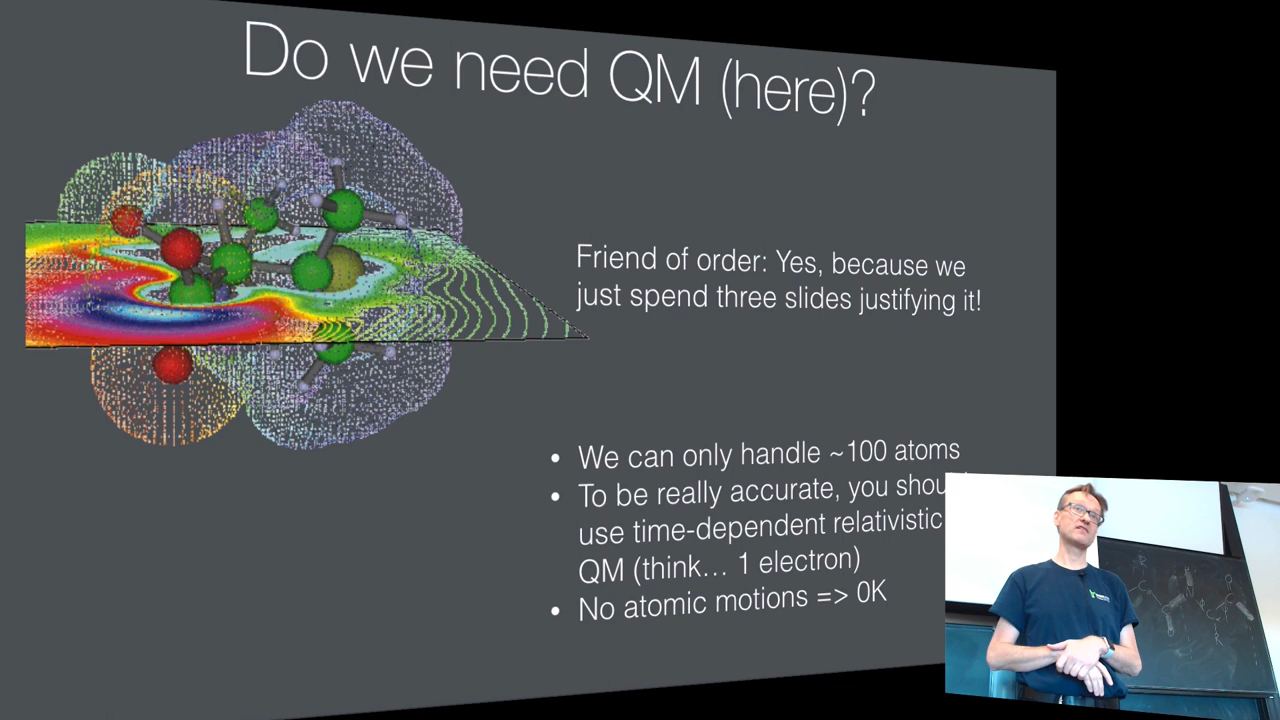 Do we need QM (here)?
Friend of order: Yes, because we
just spend three slides justifying it!
• We can only handle ~100 atoms
• To be really accurate, you shou
use time-dependent relativistic
QM (think... 1 electron)
• No atomic motions => 0K